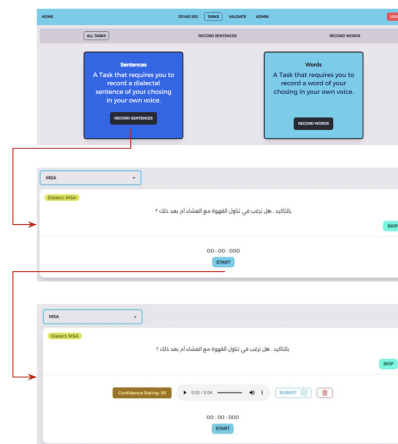 HOME ZEYAD EID TASKS VALIDATE ADMIN
ALL TASKS RECORD SENTENCES RECORD WORDS
Sentences
A Task that requires you to
record a dialectal
sentence of your chosing
in your own voice.
RECORD SENTENCES
Words
A Task that requires you to
record a word of your
chosing in your own voice.
RECORD WORDS
MSA
Dialect: MSA
بالتأكيد . هل ترغب في تناول القهوة مع العشاء أم بعد ذلك ؟
SKIP
00 : 00 : 000
START
MSA
Dialect: MSA
بالتأكيد . هل ترغب في تناول القهوة مع العشاء أم بعد ذلك ؟
SKIP
Confidence Rating: 95 0:00 / 0:04 SUBMIT
00 : 00 : 000
START